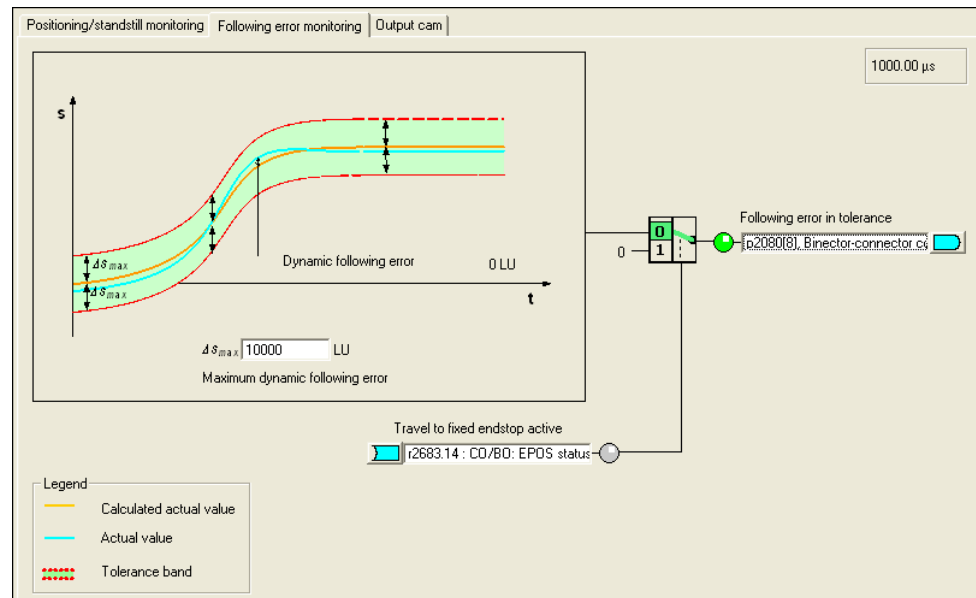 Positioning/standstill monitoring
Following error monitoring
Output cam
1000.00 µs
s
Δs max
Δs max
Dynamic following error
0 LU
t
Δs max 10000 LU
Maximum dynamic following error
0
1
0
Following error in tolerance
p2080[8], Binector-connector co
Travel to fixed endstop active
r2683.14 : CO/BO: EPOS status
Legend
Calculated actual value
Actual value
Tolerance band